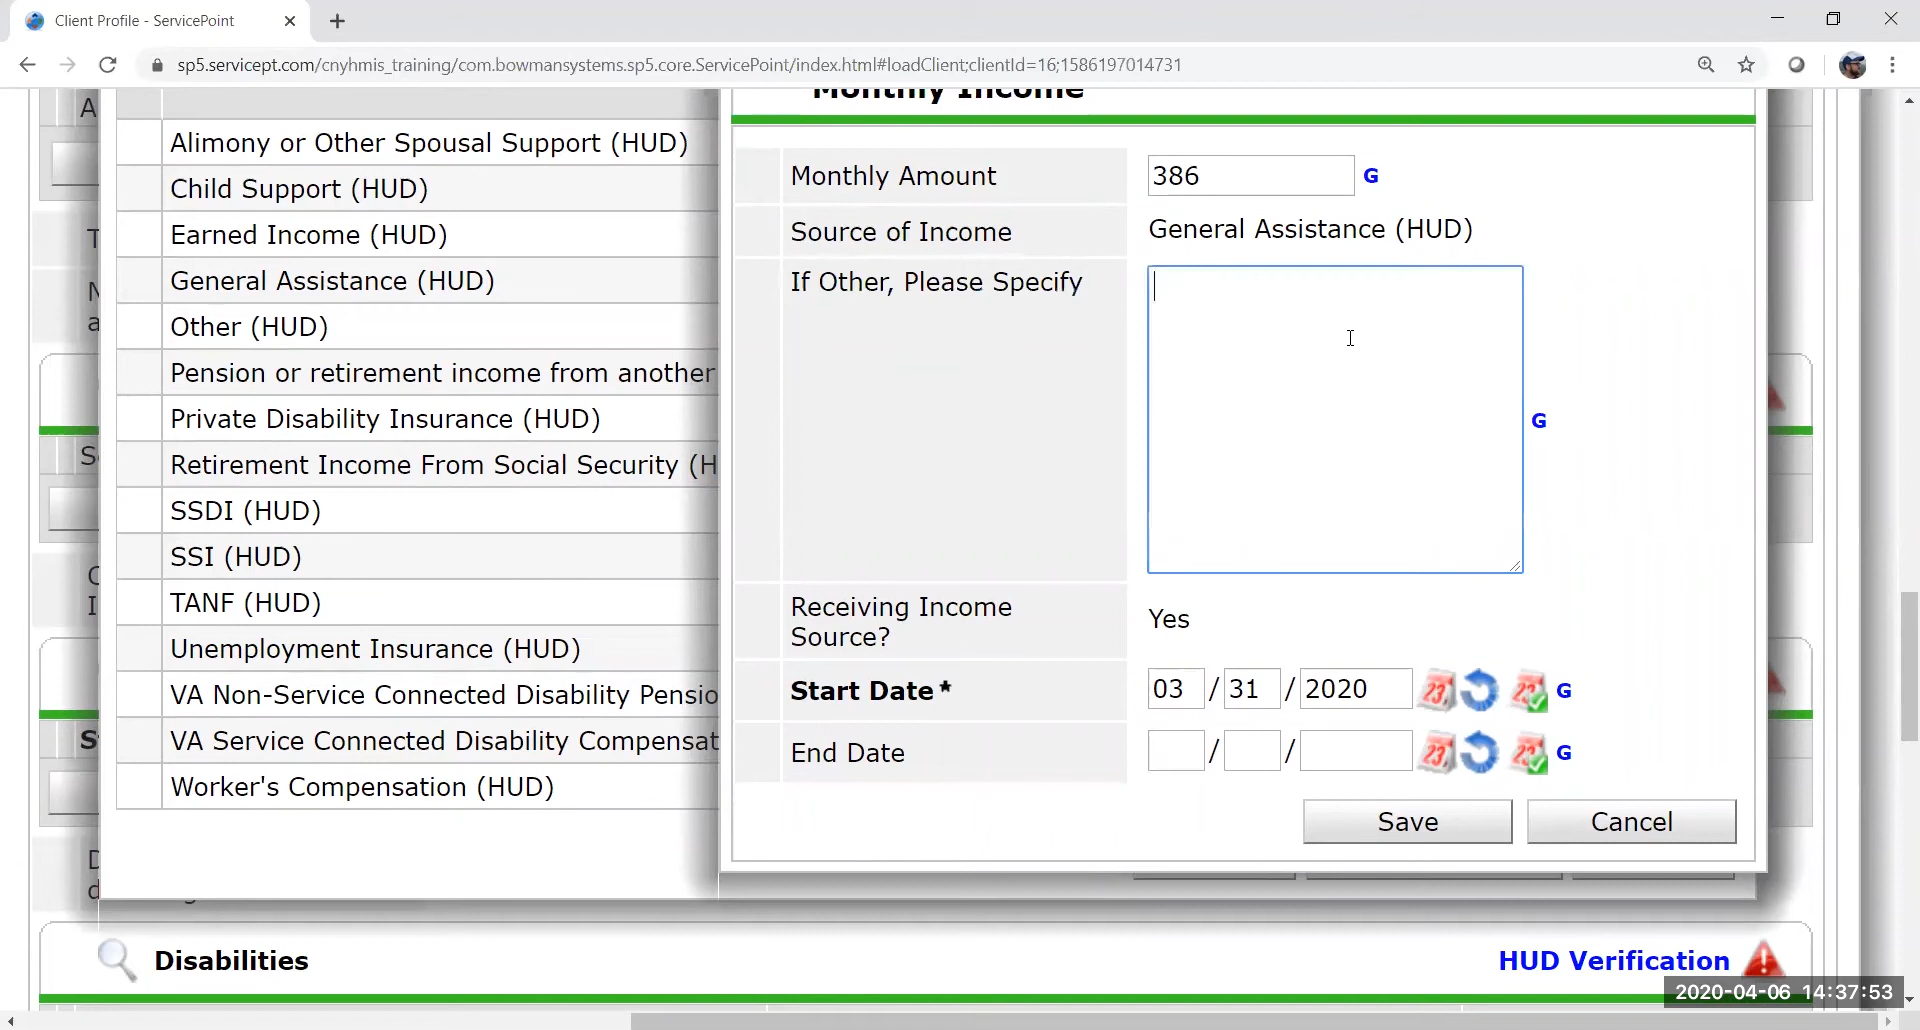 Client Profile - ServicePoint
sp5.servicept.com/cnyhmis_training/com.bowmansystems.sp5.core.ServicePoint/index.html#loadClient;clientId=16;1586197014731
Monthly Income
A
Alimony or Other Spousal Support (HUD)
Child Support (HUD)
Earned Income (HUD)
General Assistance (HUD)
Other (HUD)
Pension or retirement income from another
Private Disability Insurance (HUD)
Retirement Income From Social Security (H
SSDI (HUD)
SSI (HUD)
TANF (HUD)
Unemployment Insurance (HUD)
VA Non-Service Connected Disability Pensio
VA Service Connected Disability Compensat
Worker's Compensation (HUD)
Monthly Amount 386 G
Source of Income General Assistance (HUD)
If Other, Please Specify
G
Receiving Income
Source? Yes
Start Date* 03 / 31 / 2020 23 23 G
End Date / / 23 23 G
Save Cancel
Disabilities
HUD Verification
2020-04-06 14:37:53